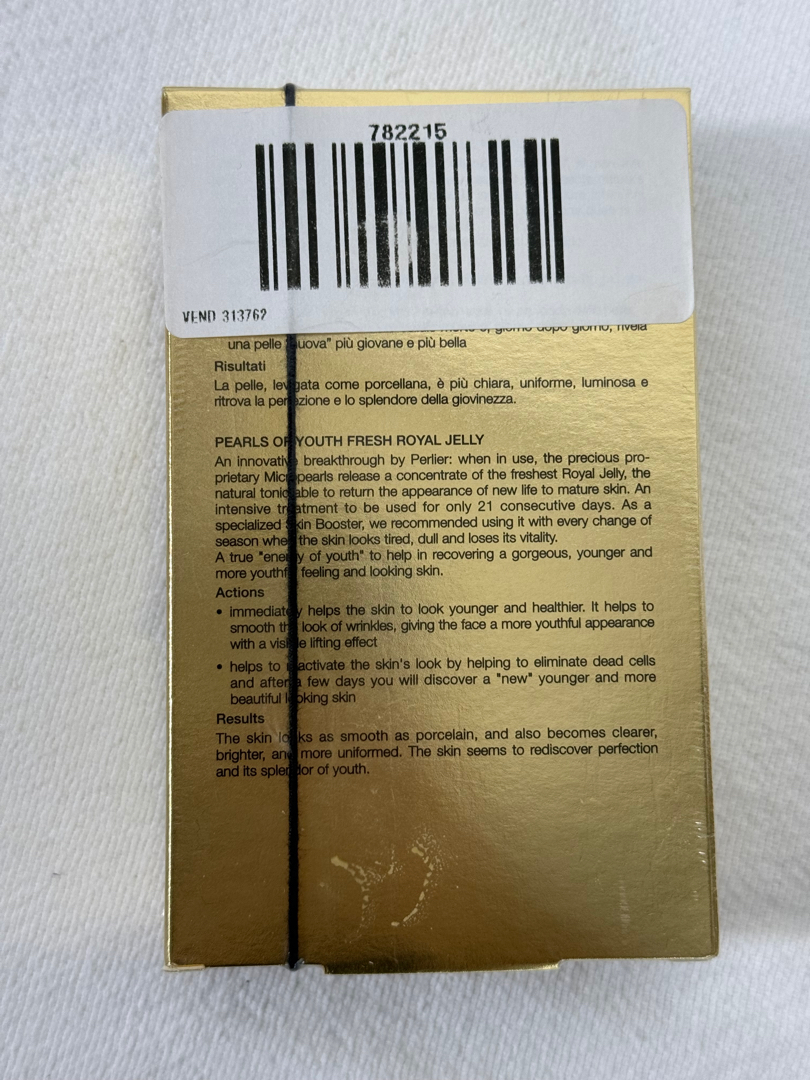 782215
VEND 313762
giorno dopo giorno, rivela
una pelle "nuova" più giovane e più bella
Risultati
La pelle, levigata come porcellana, è più chiara, uniforme, luminosa e
ritrova la perfezione e lo splendore della giovinezza.
PEARLS OF YOUTH FRESH ROYAL JELLY
An innovative breakthrough by Perlier: when in use, the precious pro-
prietary Micropearls release a concentrate of the freshest Royal Jelly, the
natural tonic able to return the appearance of new life to mature skin. An
intensive treatment to be used for only 21 consecutive days. As a
specialized Skin Booster, we recommended using it with every change of
season when the skin looks tired, dull and loses its vitality.
A true "energy of youth" to help in recovering a gorgeous, younger and
more youthful feeling and looking skin.
Actions
• immediately helps the skin to look younger and healthier. It helps to
smooth the look of wrinkles, giving the face a more youthful appearance
with a visible lifting effect
• helps to reactivate the skin's look by helping to eliminate dead cells
and after a few days you will discover a "new" younger and more
beautiful looking skin
Results
The skin looks as smooth as porcelain, and also becomes clearer,
brighter, and more uniformed. The skin seems to rediscover perfection
and its splendor of youth.